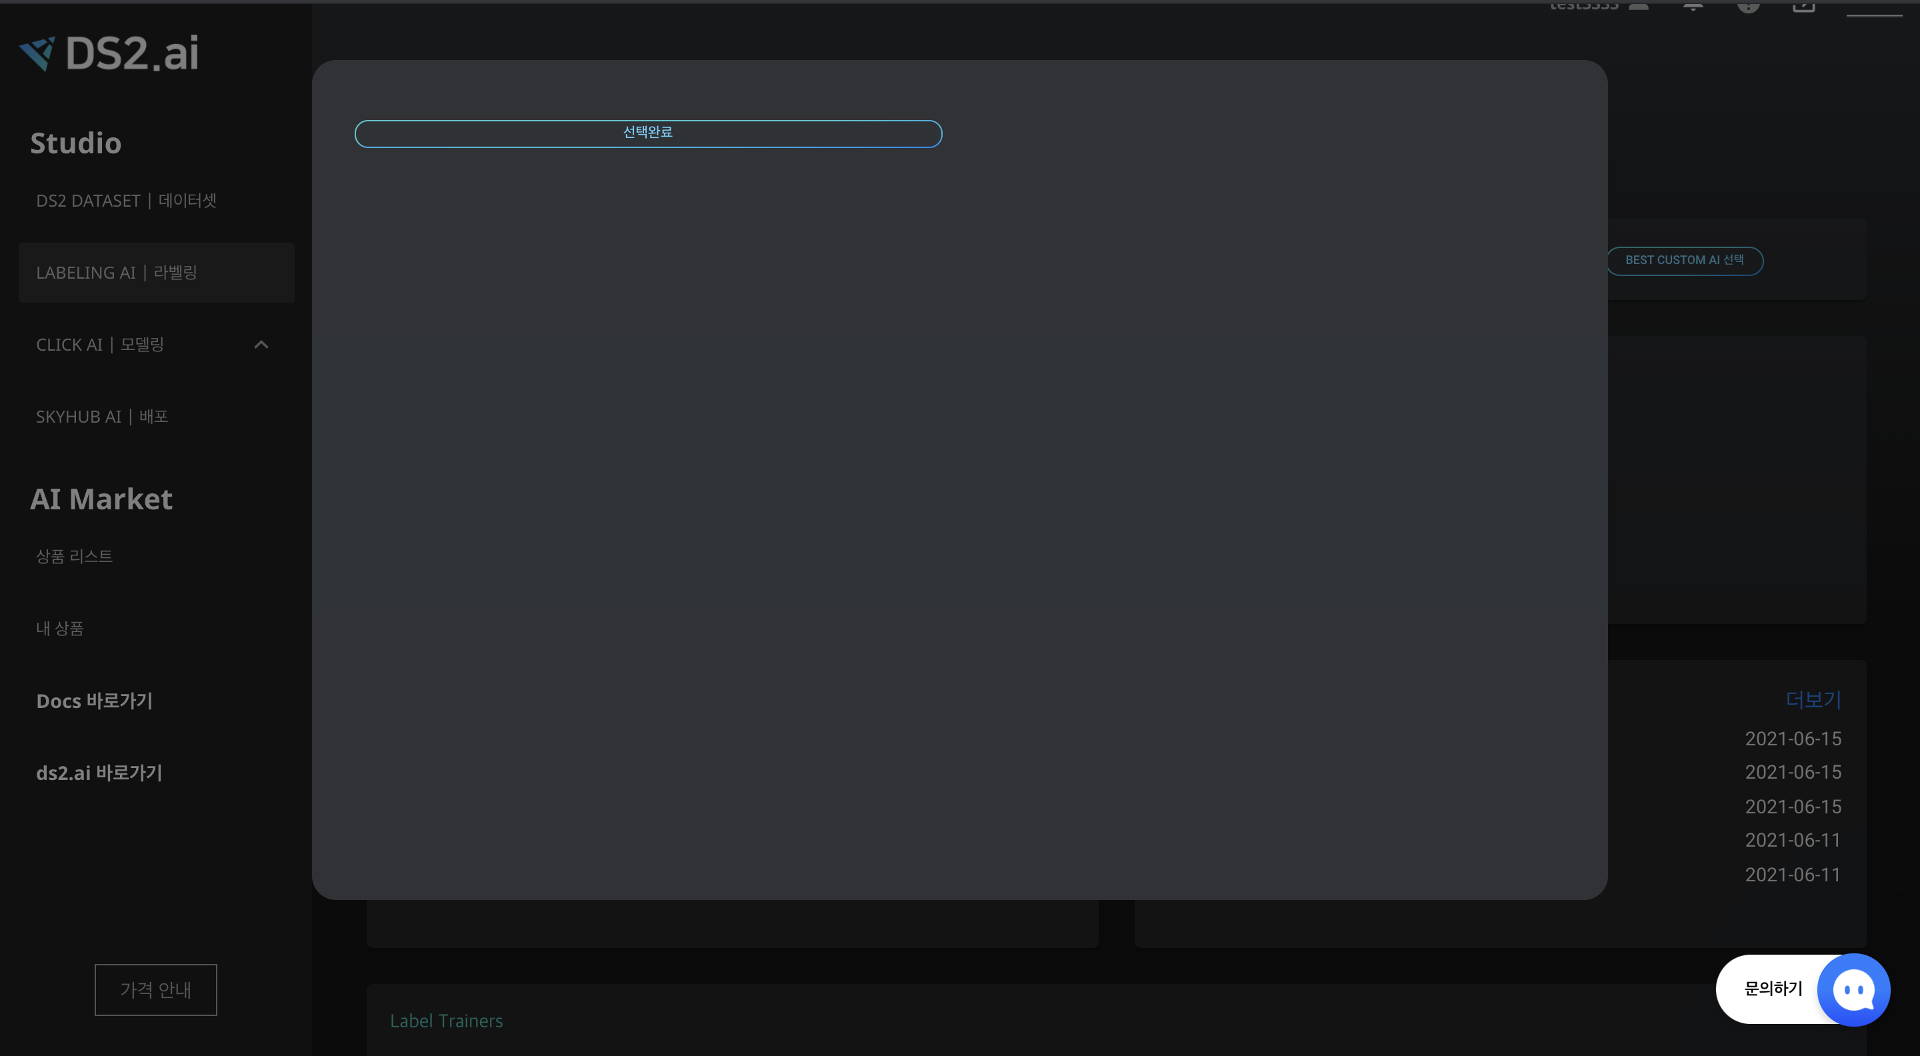 DS2.ai
Studio
DS2 DATASET | 데이터셋
LABELING AI | 라벨링
CLICK AI | 모델링
SKYHUB AI | 배포
AI Market
상품 리스트
내 상품
Docs 바로가기
ds2.ai 바로가기
가격 안내
test3333
선택완료
BEST CUSTOM AI 선택
더보기
2021-06-15
2021-06-15
2021-06-15
2021-06-11
2021-06-11
Label Trainers
문의하기